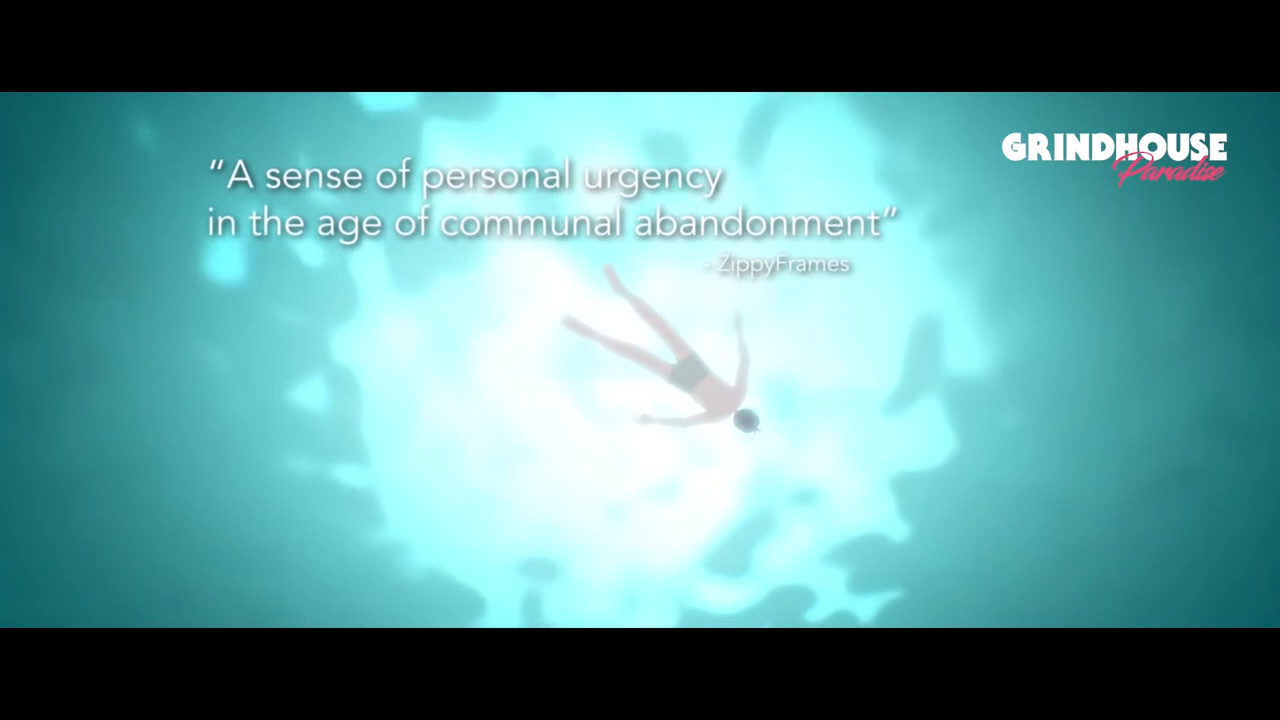 “A sense of personal urgency
in the age of communal abandonment”
- ZippyFrames
GRINDHOUSE
Paradise